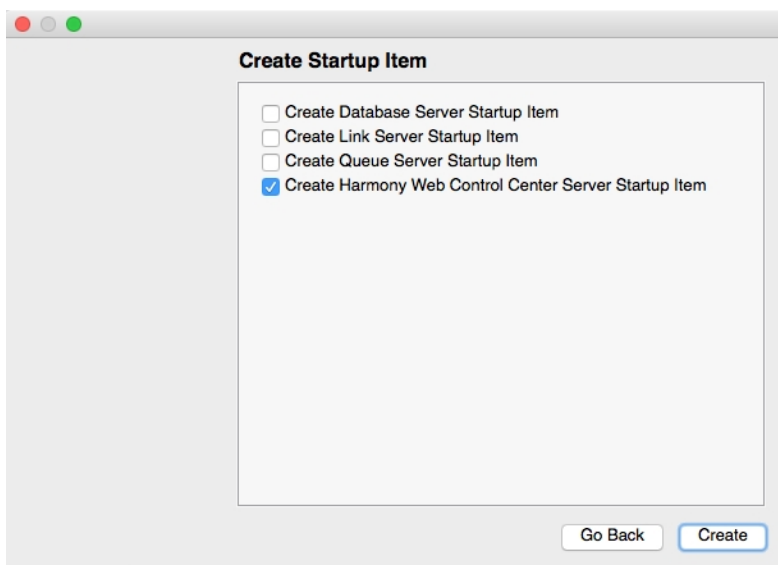 Create Startup Item
Create Database Server Startup Item
Create Link Server Startup Item
Create Queue Server Startup Item
Create Harmony Web Control Center Server Startup Item
Go Back
Create